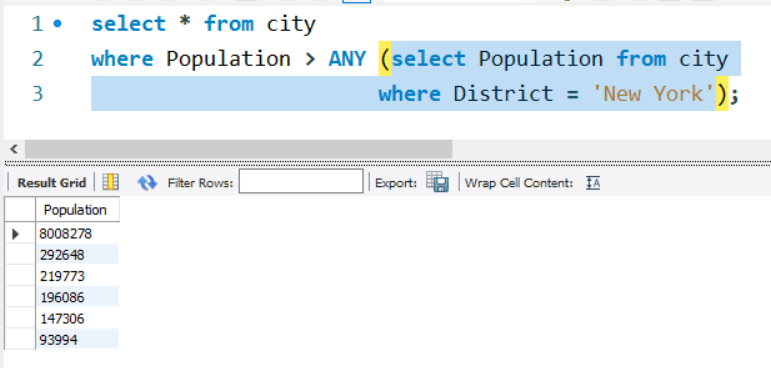 1 select * from city
2 where Population > ANY (select Population from city
3 where District = 'New York');
Result Grid Filter Rows: Export: Wrap Cell Content: IA
Population
8008278
292648
219773
196086
147306
93994